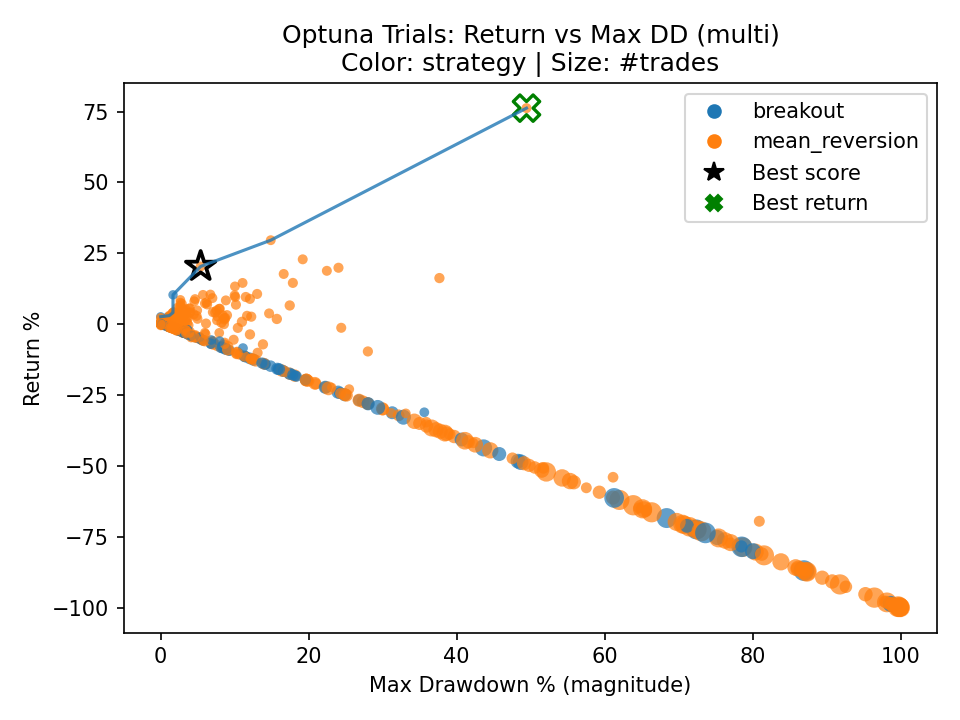 Optuna Trials: Return vs Max DD (multi)
Color: strategy | Size: #trades
75
50
25
0
−25
−50
−75
−100
Return %
breakout
mean_reversion
Best score
Best return
0 20 40 60 80 100
Max Drawdown % (magnitude)